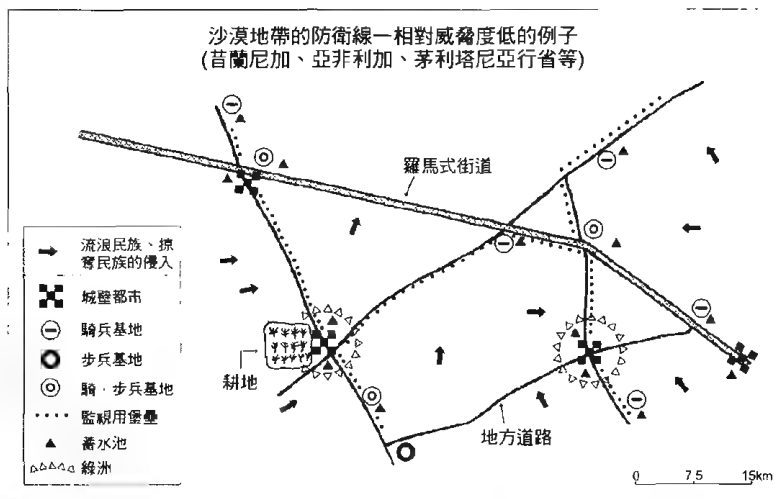 沙漠地帶的防衛線—相對威脅度低的例子
(昔蘭尼加、亞非利加、茅利塔尼亞行省等)
羅馬式街道
流浪民族、掠
奪民族的侵入
城壁都市
騎兵基地
步兵基地
騎．步兵基地
監視用堡壘
蓄水池
綠洲
耕地
地方道路
0 7.5 15km